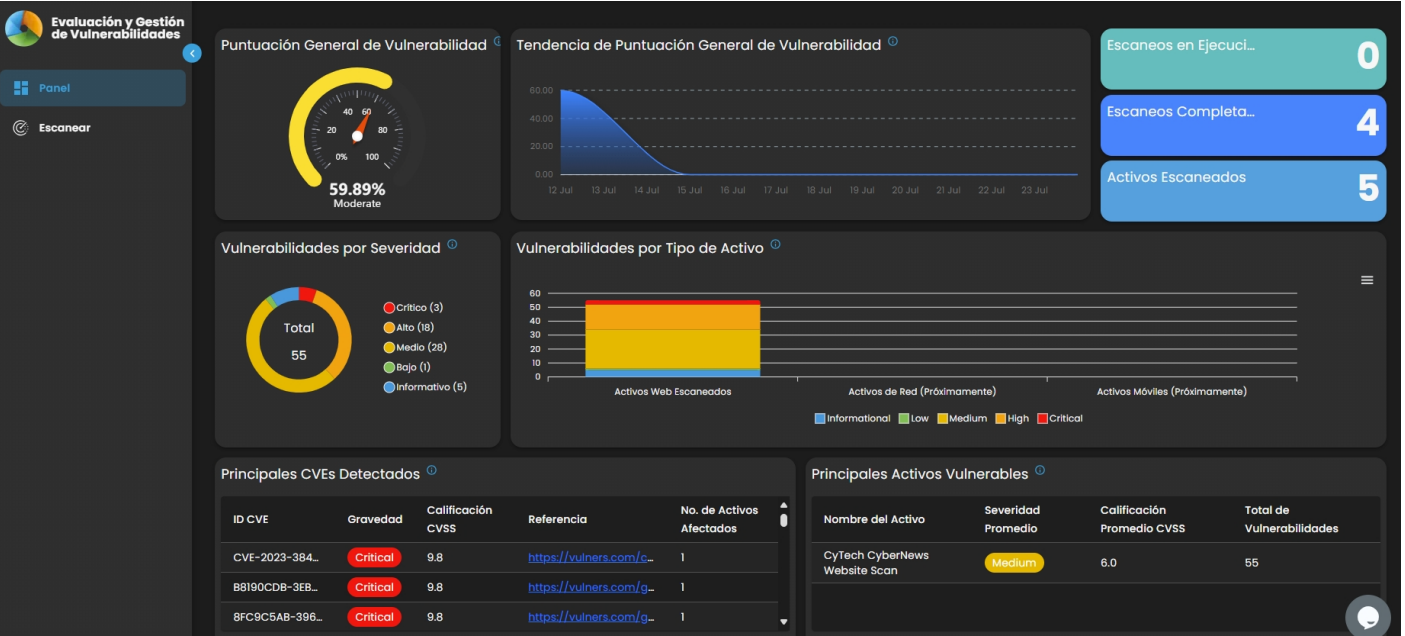 Evaluación y Gestión
de Vulnerabilidades
Panel
Escanear
Puntuación General de Vulnerabilidad
0%
20
40
60
80
100
59.89%
Moderate
Tendencia de Puntuación General de Vulnerabilidad
60.00
40.00
20.00
0.00
12 Jul 13 Jul 14 Jul 15 Jul 16 Jul 17 Jul 18 Jul 19 Jul 20 Jul 21 Jul 22 Jul 23 Jul
Escaneos en Ejecuci...
0
Escaneos Completa...
4
Activos Escaneados
5
Vulnerabilidades por Severidad
Total
55
Crítico (3)
Alto (18)
Medio (28)
Bajo (1)
Informativo (5)
Vulnerabilidades por Tipo de Activo
60
50
40
30
20
10
0
Activos Web Escaneados Activos de Red (Próximamente) Activos Móviles (Próximamente)
Informational Low Medium High Critical
Principales CVEs Detectados
ID CVE Gravedad Calificación CVSS Referencia No. de Activos Afectados
CVE-2023-384... Critical 9.8 https://vulners.com/c... 1
B8190CDB-3EB... Critical 9.8 https://vulners.com/g... 1
8FC9C5AB-396... Critical 9.8 https://vulners.com/g... 1
Principales Activos Vulnerables
Nombre del Activo Severidad Promedio Calificación Promedio CVSS Total de Vulnerabilidades
CyTech CyberNews Website Scan Medium 6.0 55